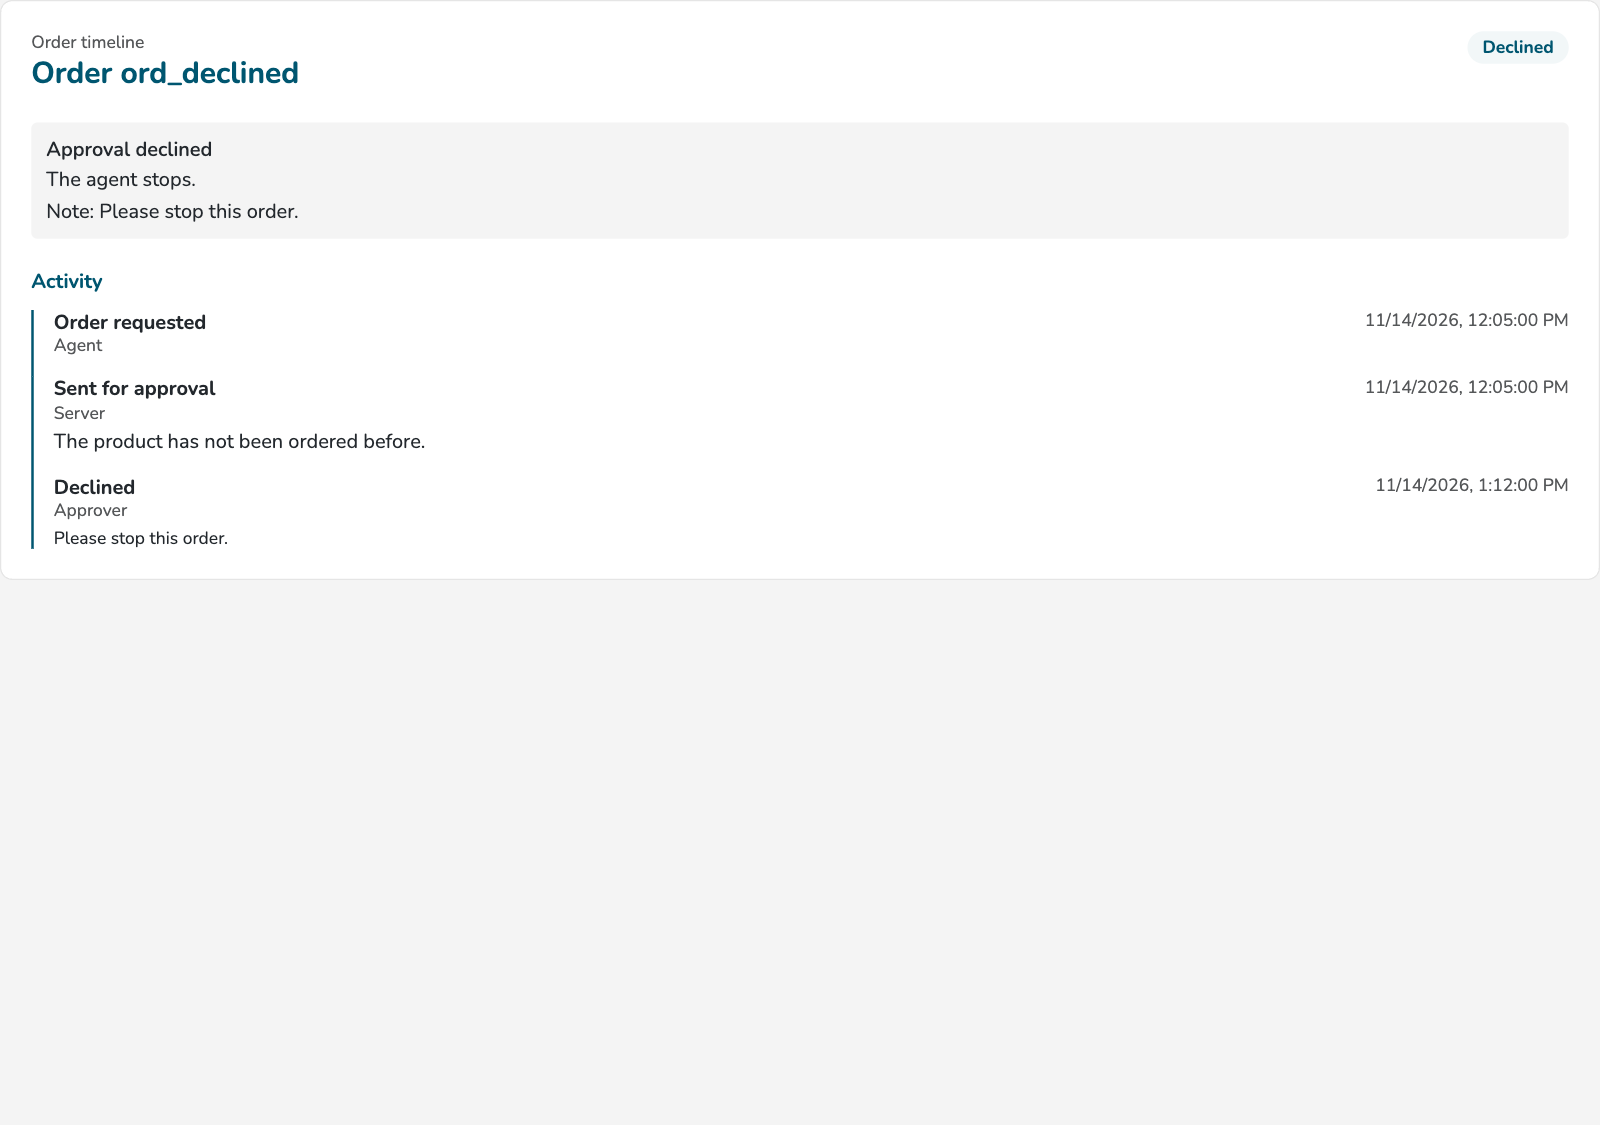 Order timeline
Order ord_declined
Declined
Approval declined
The agent stops.
Note: Please stop this order.
Activity
Order requested
11/14/2026, 12:05:00 PM
Agent
Sent for approval
11/14/2026, 12:05:00 PM
Server
The product has not been ordered before.
Declined
11/14/2026, 1:12:00 PM
Approver
Please stop this order.